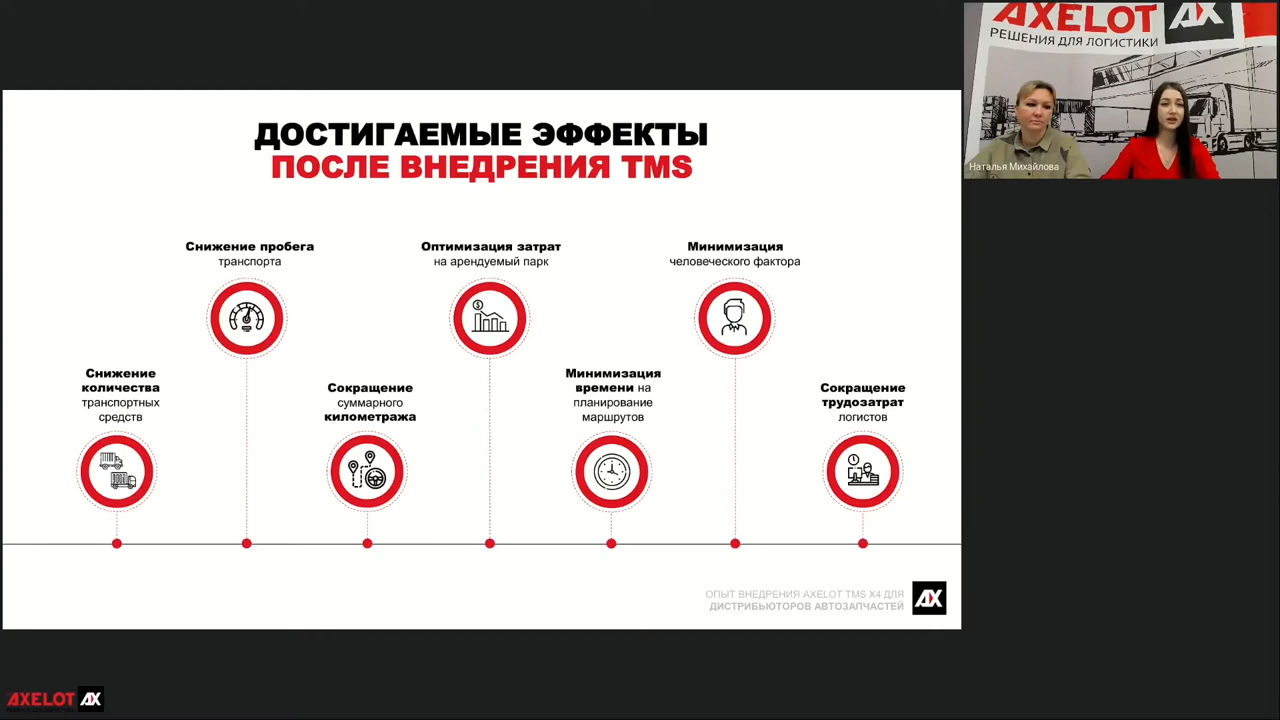 ДОСТИГАЕМЫЕ ЭФФЕКТЫ
ПОСЛЕ ВНЕДРЕНИЯ TMS
Снижение пробега
транспорта
Оптимизация затрат
на арендуемый парк
Минимизация
человеческого фактора
Снижение
количества
транспортных
средств
Сокращение
суммарного
километража
Минимизация
времени на
планирование
маршрутов
Сокращение
трудозатрат
логистов
ОПЫТ ВНЕДРЕНИЯ AXELOT TMS X4 ДЛЯ
ДИСТРИБЬЮТОРОВ АВТОЗАПЧАСТЕЙ
AX
AXELOT AX
РЕШЕНИЯ ДЛЯ ЛОГИСТИКИ
Наталья Михайлова
AXELOT AX